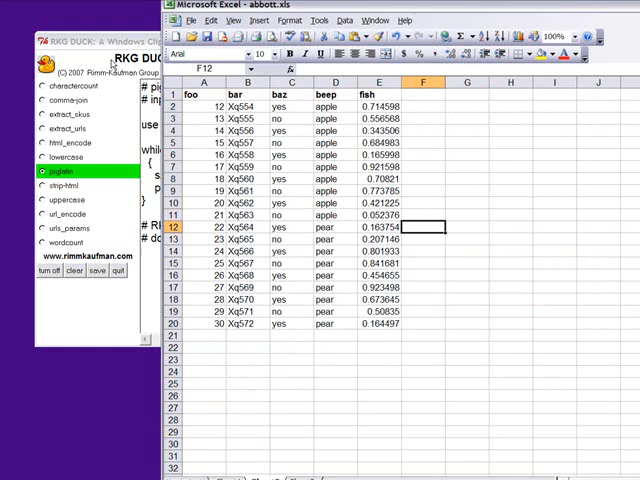 Microsoft Excel - abbott.xls
File Edit View Insert Format Tools Data Window Help
100%
Arial 10 B I U $ %
F12 fx
RKG DUCK: A Windows Clip
RKG DUC
(C) 2007 Rimm-Kaufman Group
charactercount
comma-join
extract_skus
extract_urls
html_encode
lowercase
piglatin
strip-html
uppercase
url_encode
urls_params
wordcount
www.rimmkaufman.com
turn off clear save quit
# pi
# inp
use
while
{
s
p
}
# RI
# do
A B C D E F G H I J
1 foo bar baz beep fish
2 12 Xq554 yes apple 0.714598
3 13 Xq555 no apple 0.556568
4 14 Xq556 yes apple 0.343506
5 15 Xq557 no apple 0.684983
6 16 Xq558 yes apple 0.165998
7 17 Xq559 no apple 0.921598
8 18 Xq560 yes apple 0.70821
9 19 Xq561 no apple 0.773785
10 20 Xq562 yes apple 0.421225
11 21 Xq563 no apple 0.052376
12 22 Xq564 yes pear 0.163754
13 23 Xq565 no pear 0.207146
14 24 Xq566 yes pear 0.801933
15 25 Xq567 no pear 0.841681
16 26 Xq568 yes pear 0.454655
17 27 Xq569 no pear 0.923498
18 28 Xq570 yes pear 0.673645
19 29 Xq571 no pear 0.50835
20 30 Xq572 yes pear 0.164497
21
22
23
24
25
26
27
28
29
30
31
32